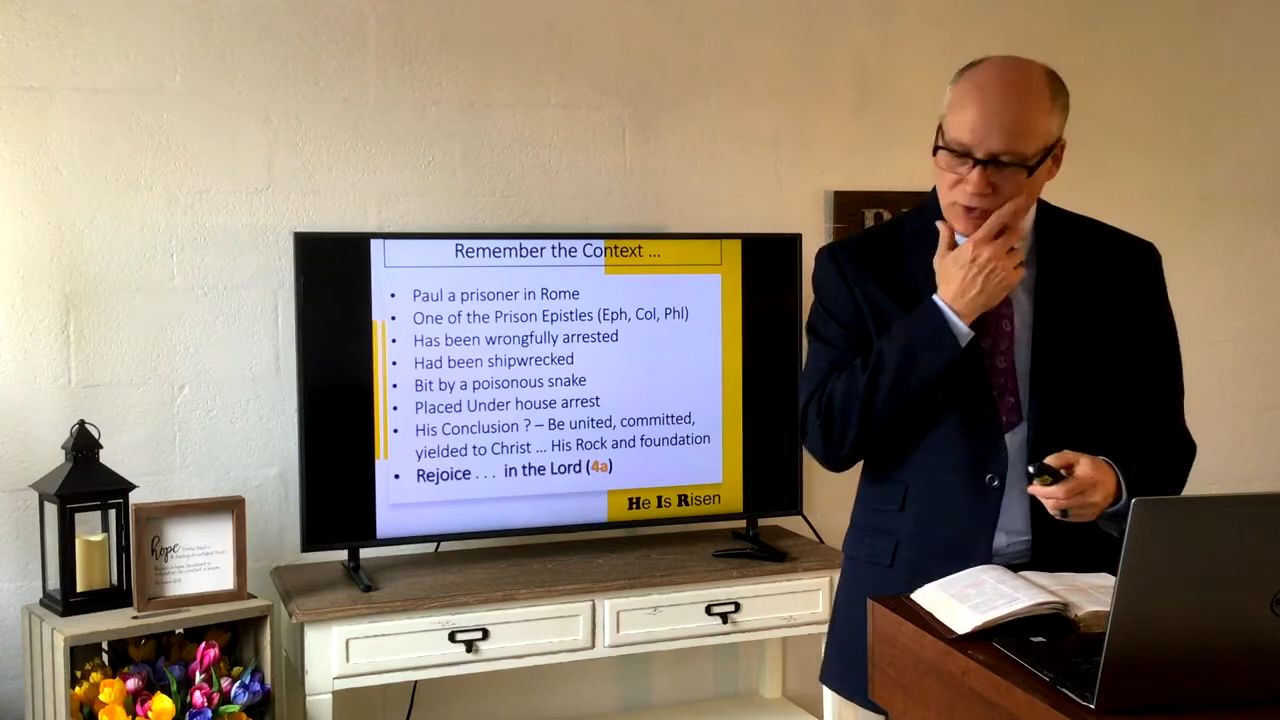 Remember the Context ...
• Paul a prisoner in Rome
• One of the Prison Epistles (Eph, Col, Phl)
• Has been wrongfully arrested
• Had been shipwrecked
• Bit by a poisonous snake
• Placed Under house arrest
• His Conclusion ? – Be united, committed,
yielded to Christ ... His Rock and foundation
• Rejoice . . . in the Lord (4a)
He Is Risen
hope